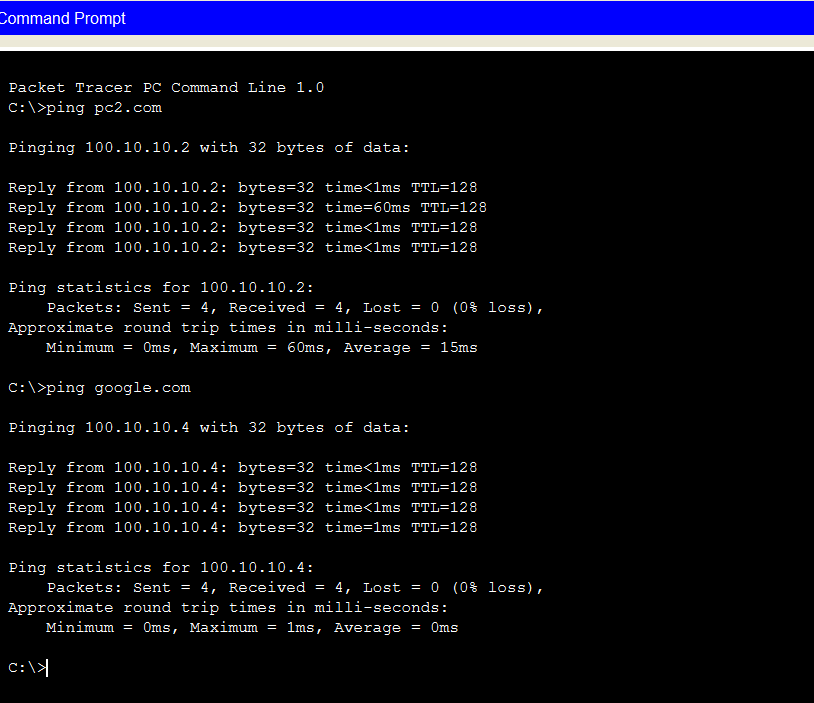 Command Prompt
Packet Tracer PC Command Line 1.0
C:\>ping pc2.com
Pinging 100.10.10.2 with 32 bytes of data:
Reply from 100.10.10.2: bytes=32 time<1ms TTL=128
Reply from 100.10.10.2: bytes=32 time=60ms TTL=128
Reply from 100.10.10.2: bytes=32 time<1ms TTL=128
Reply from 100.10.10.2: bytes=32 time<1ms TTL=128
Ping statistics for 100.10.10.2:
    Packets: Sent = 4, Received = 4, Lost = 0 (0% loss),
Approximate round trip times in milli-seconds:
    Minimum = 0ms, Maximum = 60ms, Average = 15ms
C:\>ping google.com
Pinging 100.10.10.4 with 32 bytes of data:
Reply from 100.10.10.4: bytes=32 time<1ms TTL=128
Reply from 100.10.10.4: bytes=32 time<1ms TTL=128
Reply from 100.10.10.4: bytes=32 time<1ms TTL=128
Reply from 100.10.10.4: bytes=32 time=1ms TTL=128
Ping statistics for 100.10.10.4:
    Packets: Sent = 4, Received = 4, Lost = 0 (0% loss),
Approximate round trip times in milli-seconds:
    Minimum = 0ms, Maximum = 1ms, Average = 0ms
C:\>